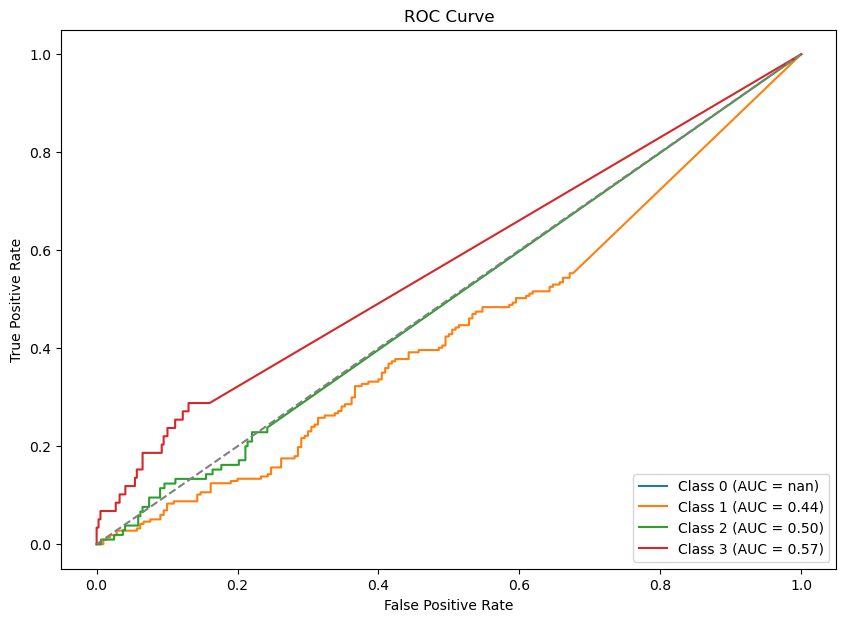 ROC Curve
True Positive Rate
1.0
0.8
0.6
0.4
0.2
0.0
Class 0 (AUC = nan)
Class 1 (AUC = 0.44)
Class 2 (AUC = 0.50)
Class 3 (AUC = 0.57)
0.0 0.2 0.4 0.6 0.8 1.0
False Positive Rate